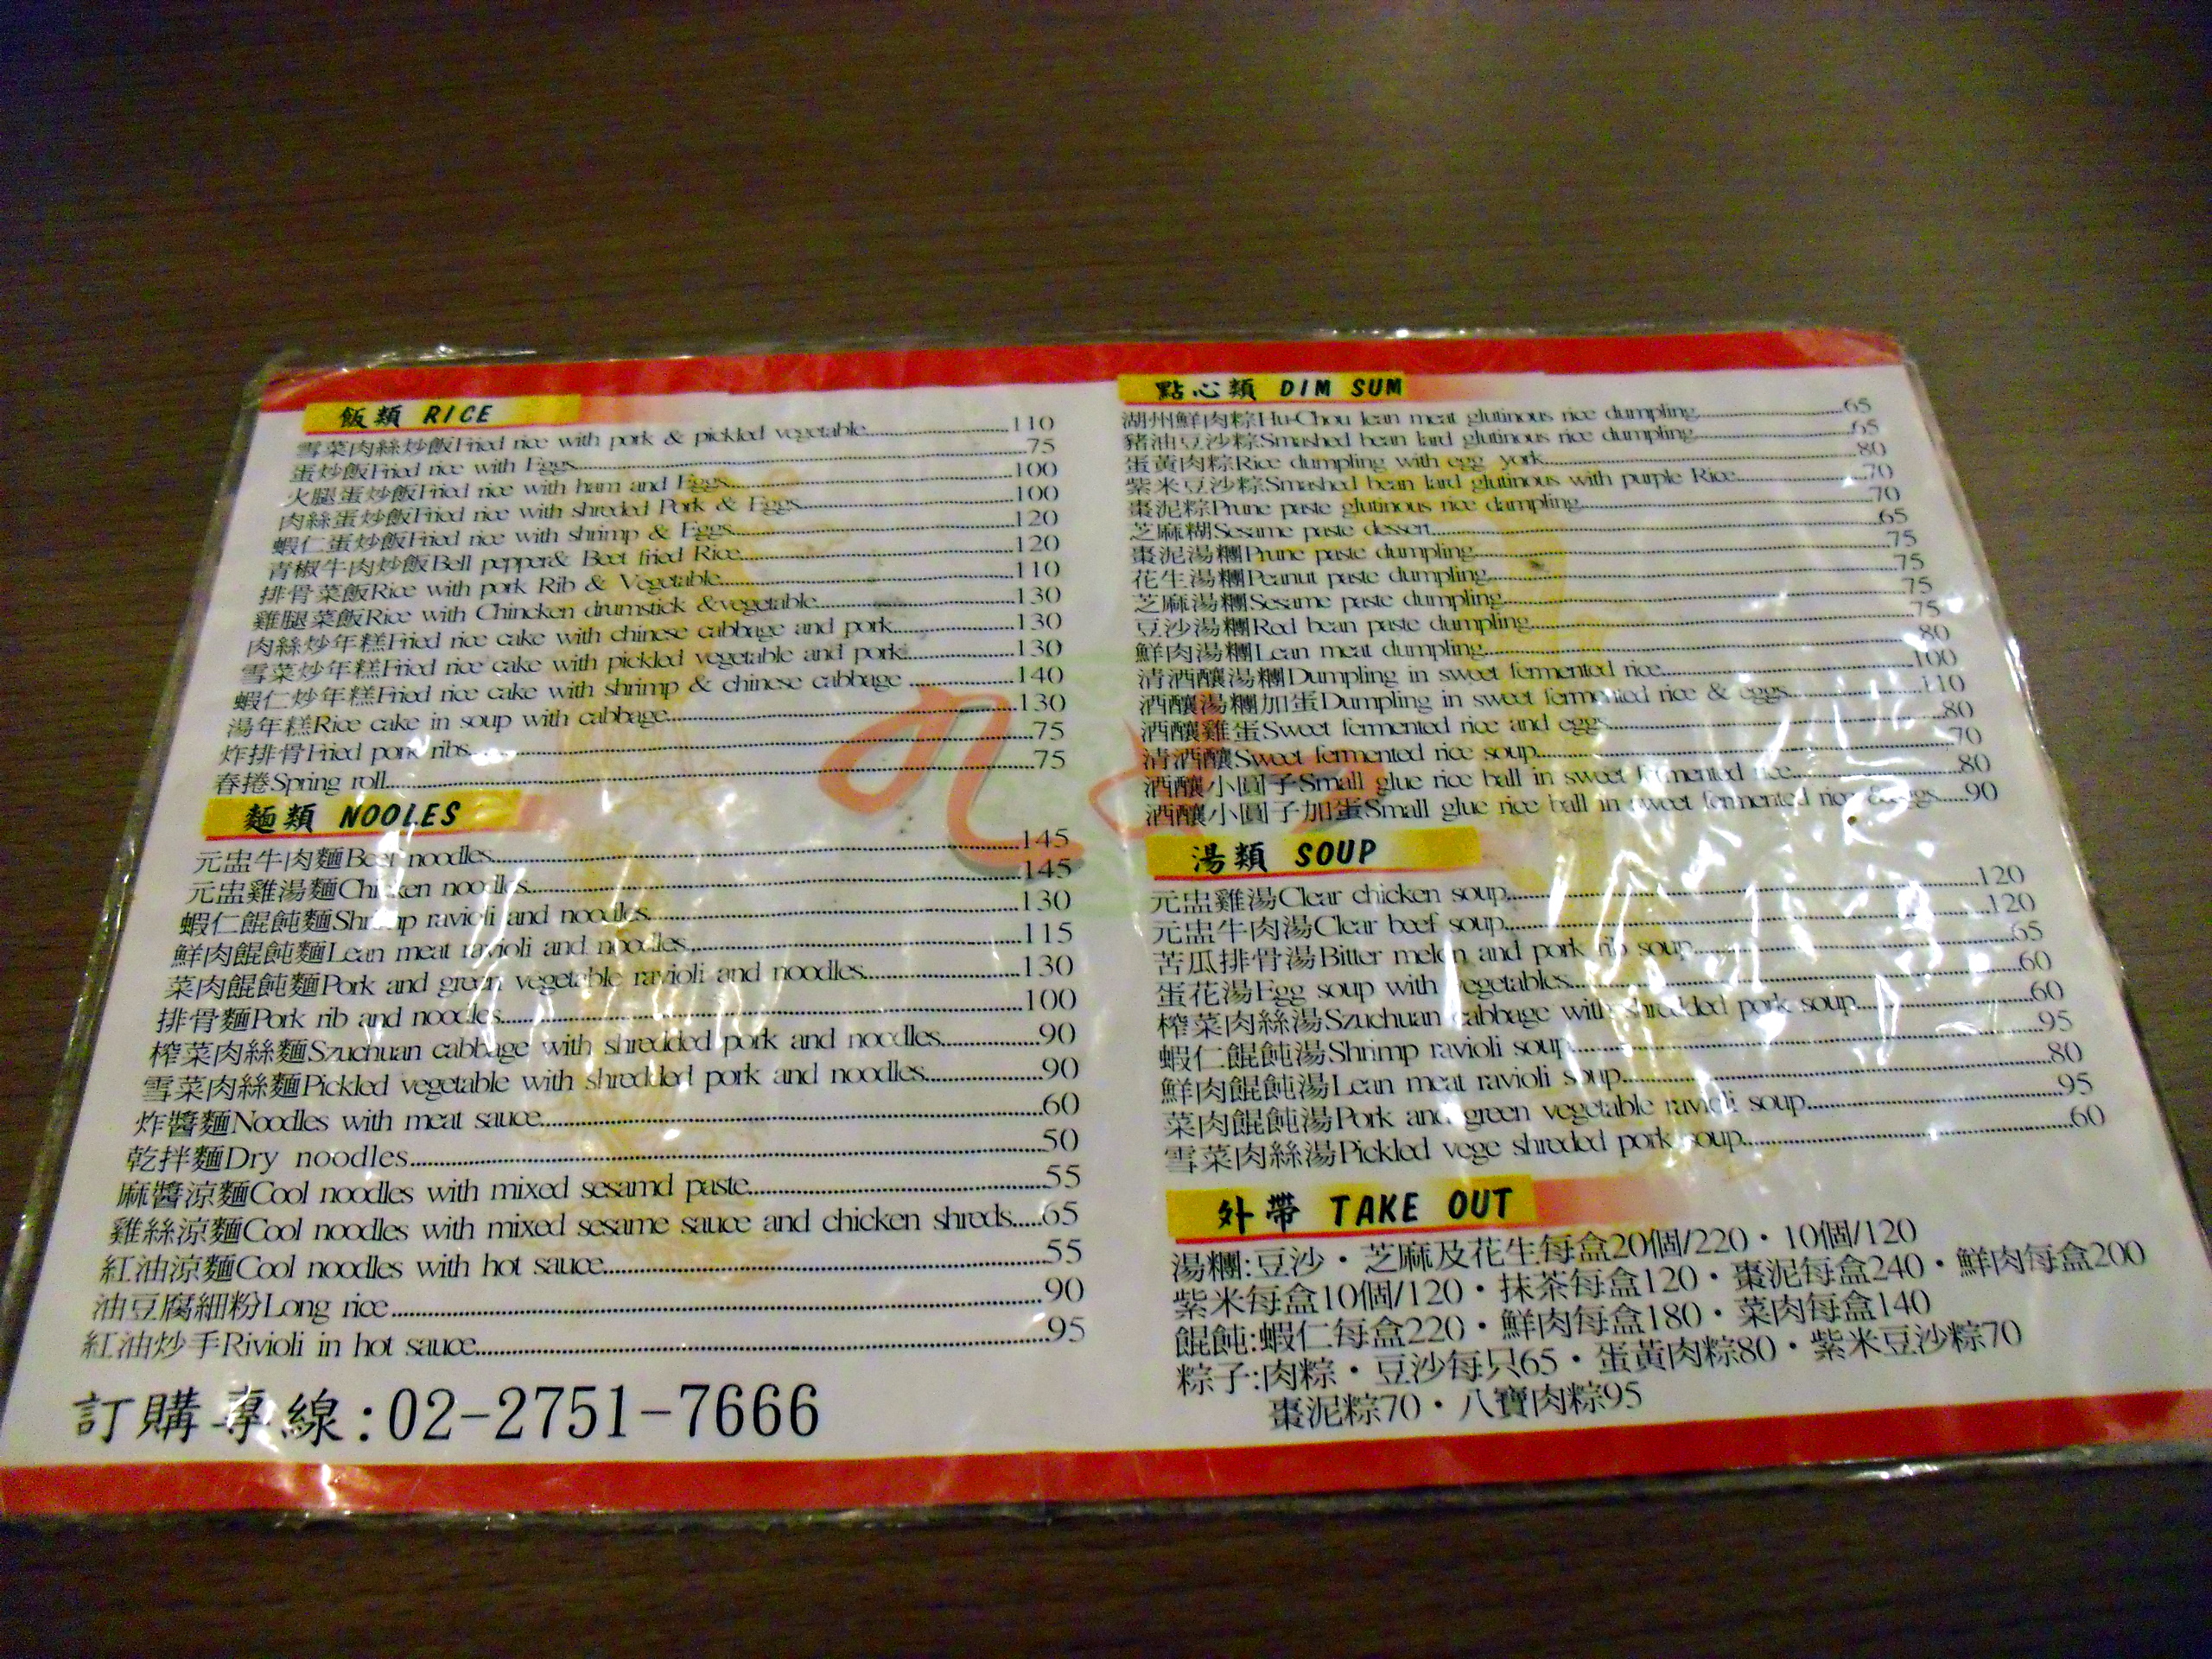 飯類 RICE
雪菜肉絲炒飯Fried rice with pork & pickled vegetable 110
蛋炒飯Fried rice with Eggs 75
火腿蛋炒飯Fried rice with ham and Eggs 100
肉絲蛋炒飯Fried rice with shreded Pork & Eggs 100
蝦仁蛋炒飯Fried rice with shrimp & Eggs 120
青椒牛肉炒飯Bell pepper& Beet fried Rice 120
排骨菜飯Rice with pork Rib & Vegetable 110
雞腿菜飯Rice with Chincken drumstick &vegetable 130
肉絲炒年糕Fried rice cake with chinese cabbage and pork 130
雪菜炒年糕Fried rice cake with pickled vegetable and pork 130
蝦仁炒年糕Fried rice cake with shrimp & chinese cabbage 140
湯年糕Rice cake in soup with cabbage 130
炸排骨Fried pork ribs 75
春捲Spring roll 75
麵類 NOOLES
元盅牛肉麵Beef noodles 145
元盅雞湯麵Chicken noodles 145
蝦仁餛飩麵Shrimp ravioli and noodles 130
鮮肉餛飩麵Lean meat ravioli and noodles 115
菜肉餛飩麵Pork and green vegetable ravioli and noodles 130
排骨麵Pork rib and noodles 100
榨菜肉絲麵Szuchuan cabbage with shredded pork and noodles 90
雪菜肉絲麵Pickled vegetable with shredded pork and noodles 90
炸醬麵Noodles with meat sauce 60
乾拌麵Dry noodles 50
麻醬涼麵Cool noodles with mixed sesamd paste 55
雞絲涼麵Cool noodles with mixed sesame sauce and chicken shreds 65
紅油涼麵Cool noodles with hot sauce 55
油豆腐細粉Long rice 90
紅油炒手Rivioli in hot sauce 95
訂購專線:02-2751-7666
點心類 DIM SUM
湖州鮮肉粽Hu-Chou lean meat glutinous rice dumpling 65
豬油豆沙粽Smashed bean lard glutinous rice dumpling 65
蛋黃肉粽Rice dumpling with egg york 80
紫米豆沙粽Smashed bean lard glutinous with purple Rice 70
棗泥粽Prune paste glutinous rice dampling 70
芝麻糊Sesame paste dessert 65
棗泥湯糰Prune paste dumpling 75
花生湯糰Peanut paste dumpling 75
芝麻湯糰Sesame paste dumpling 75
豆沙湯糰Red bean paste dumpling 75
鮮肉湯糰Lean meat dumpling 80
清酒釀湯糰Dumpling in sweet fermented rice 100
酒釀湯糰加蛋Dumpling in sweet fermented rice & eggs 110
酒釀雞蛋Sweet fermented rice and eggs 80
清酒釀Sweet fermented rice soup 70
酒釀小圓子Small glue rice ball in sweet fermented rice 80
酒釀小圓子加蛋Small glue rice ball in sweet fermented rice &eggs 90
湯類 SOUP
元盅雞湯Clear chicken soup 120
元盅牛肉湯Clear beef soup 120
苦瓜排骨湯Bitter melon and pork rib soup 65
蛋花湯Egg soup with vegetables 60
榨菜肉絲湯Szuchuan cabbage with shredded pork soup 60
蝦仁餛飩湯Shrimp ravioli soup 95
鮮肉餛飩湯Lean meat ravioli soup 80
菜肉餛飩湯Pork and green vegetable ravioli soup 95
雪菜肉絲湯Pickled vege shreded pork soup 60
外帶 TAKE OUT
湯糰:豆沙・芝麻及花生每盒20個/220・10個/120
紫米每盒10個/120・抹茶每盒120・棗泥每盒240・鮮肉每盒200
餛飩:蝦仁每盒220・鮮肉每盒180・菜肉每盒140
粽子:肉粽・豆沙每只65・蛋黃肉粽80・紫米豆沙粽70
棗泥粽70・八寶肉粽95